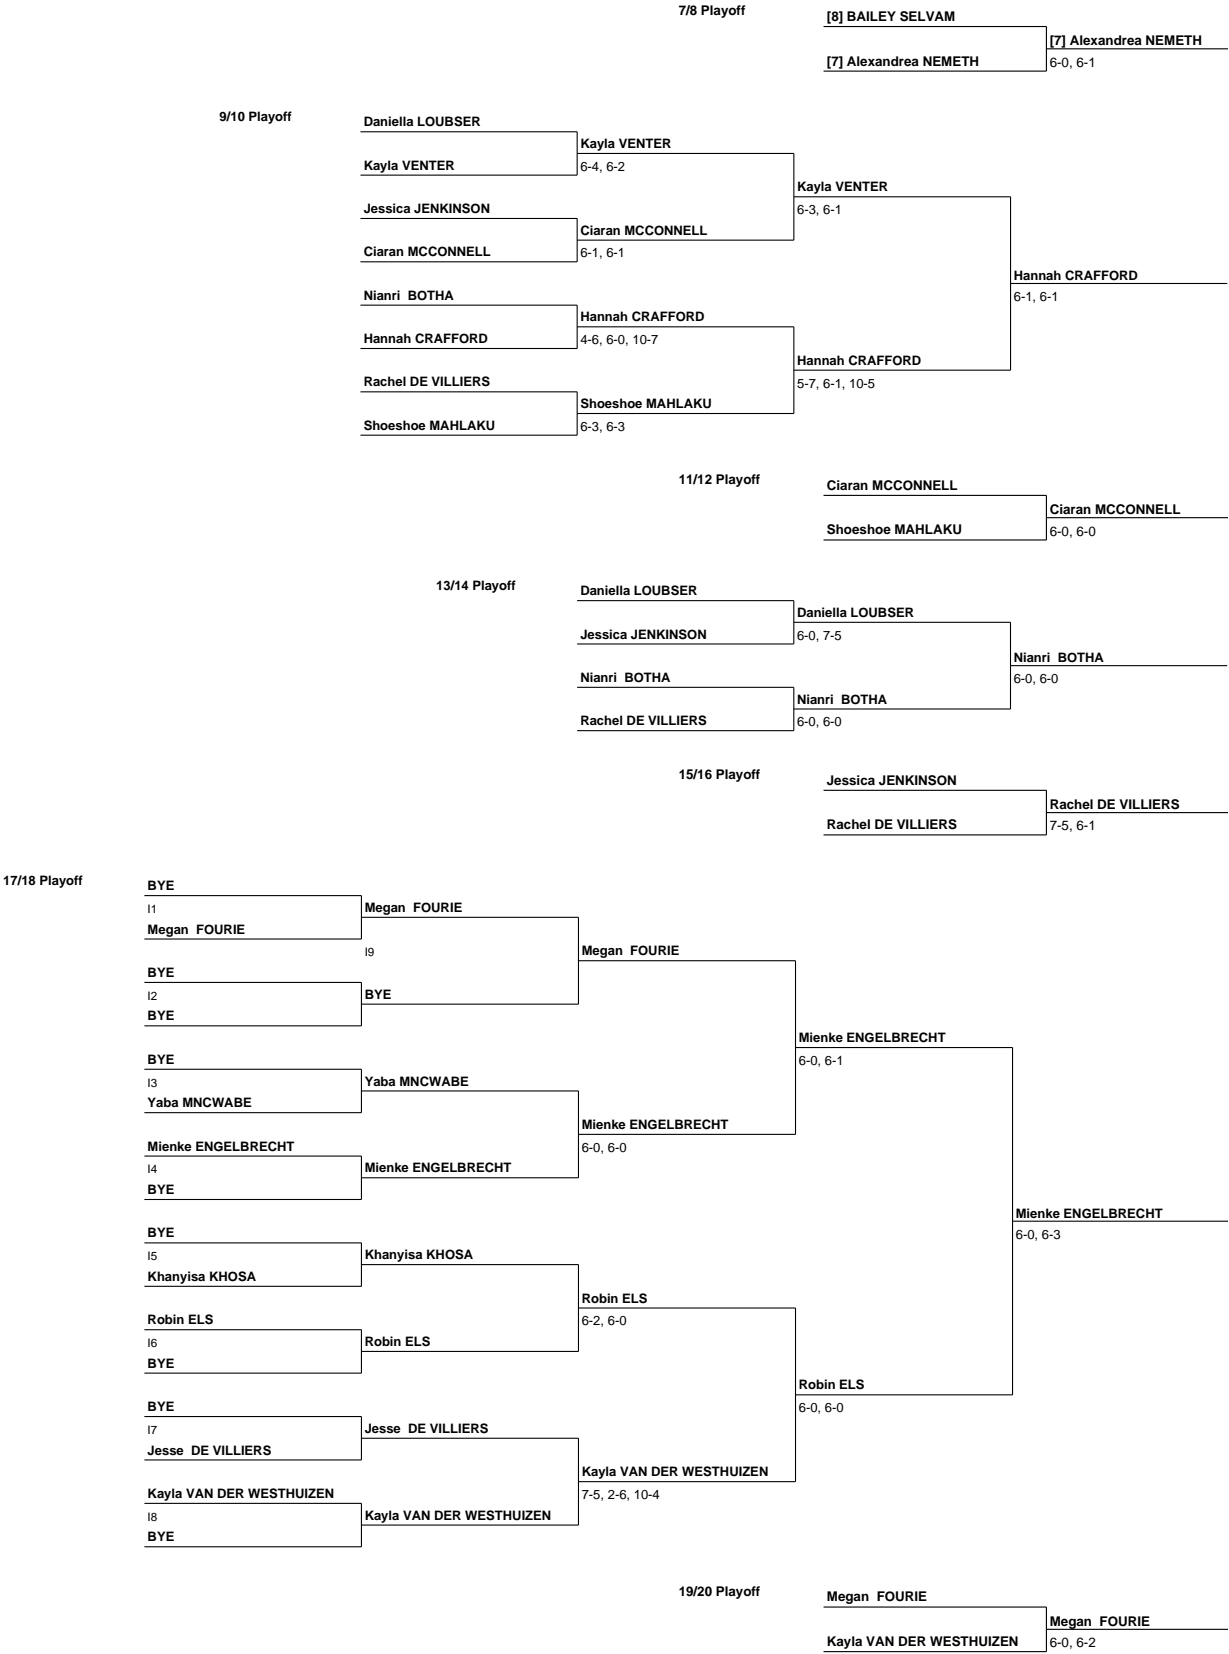 7/8 Playoff
[8] BAILEY SELVAM
[7] Alexandrea NEMETH
[7] Alexandrea NEMETH
6-0, 6-1
9/10 Playoff
Daniella LOUBSER
Kayla VENTER
Kayla VENTER
6-4, 6-2
Kayla VENTER
Jessica JENKINSON
6-3, 6-1
Ciaran MCCONNELL
Ciaran MCCONNELL
6-1, 6-1
Hannah CRAFFORD
Nianri BOTHA
6-1, 6-1
Hannah CRAFFORD
Hannah CRAFFORD
4-6, 6-0, 10-7
Hannah CRAFFORD
Rachel DE VILLIERS
5-7, 6-1, 10-5
Shoeshoe MAHLAKU
Shoeshoe MAHLAKU
6-3, 6-3
11/12 Playoff
Ciaran MCCONNELL
Ciaran MCCONNELL
Shoeshoe MAHLAKU
6-0, 6-0
13/14 Playoff
Daniella LOUBSER
Daniella LOUBSER
Jessica JENKINSON
6-0, 7-5
Nianri BOTHA
Nianri BOTHA
6-0, 6-0
Nianri BOTHA
Rachel DE VILLIERS
6-0, 6-0
15/16 Playoff
Jessica JENKINSON
Rachel DE VILLIERS
Rachel DE VILLIERS
7-5, 6-1
17/18 Playoff
BYE
I1
Megan FOURIE
Megan FOURIE
I9
Megan FOURIE
BYE
I2
BYE
BYE
Mienke ENGELBRECHT
BYE
6-0, 6-1
I3
Yaba MNCWABE
Yaba MNCWABE
Mienke ENGELBRECHT
Mienke ENGELBRECHT
6-0, 6-0
I4
Mienke ENGELBRECHT
BYE
Mienke ENGELBRECHT
BYE
6-0, 6-3
I5
Khanyisa KHOSA
Khanyisa KHOSA
Robin ELS
Robin ELS
6-2, 6-0
I6
Robin ELS
BYE
Robin ELS
BYE
6-0, 6-0
I7
Jesse DE VILLIERS
Jesse DE VILLIERS
Kayla VAN DER WESTHUIZEN
Kayla VAN DER WESTHUIZEN
7-5, 2-6, 10-4
I8
Kayla VAN DER WESTHUIZEN
BYE
19/20 Playoff
Megan FOURIE
Megan FOURIE
Kayla VAN DER WESTHUIZEN
6-0, 6-2